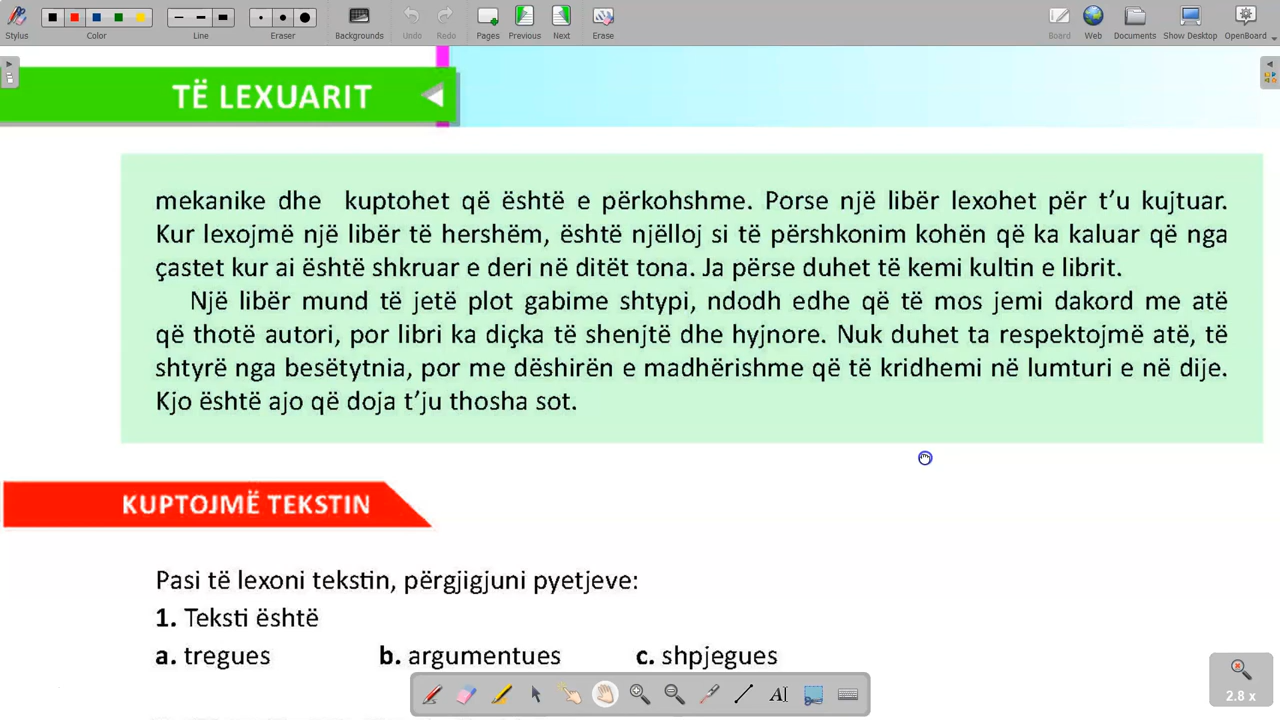 Stylus Color Line Eraser Backgrounds Undo Redo Pages Previous Next Erase Board Web Documents Show Desktop OpenBoard
TË LEXUARIT
mekanike dhe kuptohet që është e përkohshme. Porse një libër lexohet për t’u kujtuar.
Kur lexojmë një libër të hershëm, është njëlloj si të përshkonim kohën që ka kaluar që nga
çastet kur ai është shkruar e deri në ditët tona. Ja përse duhet të kemi kultin e librit.
Një libër mund të jetë plot gabime shtypi, ndodh edhe që të mos jemi dakord me atë
që thotë autori, por libri ka diçka të shenjtë dhe hyjnore. Nuk duhet ta respektojmë atë, të
shtyrë nga besëtytnia, por me dëshirën e madhërishme që të kridhemi në lumturi e në dije.
Kjo është ajo që doja t’ju thosha sot.
KUPTOJMË TEKSTIN
Pasi të lexoni tekstin, përgjigjuni pyetjeve:
1. Teksti është
a. tregues b. argumentues c. shpjegues
AI
2.8 x